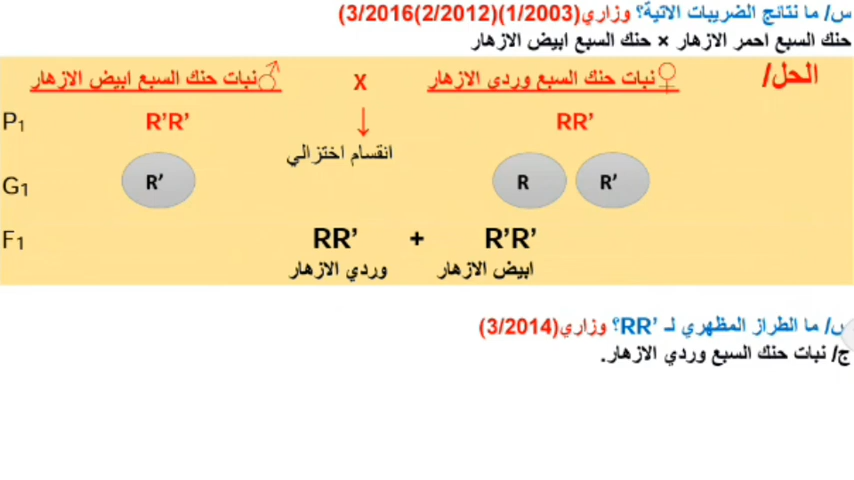 س/ ما نتائج الضريبات الاتية؟ وزاري(1/2003)(2/2012)(3/2016)
حنك السبع احمر الازهار × حنك السبع ابيض الازهار
الحل/
♀نبات حنك السبع وردي الازهار X ♂نبات حنك السبع ابيض الازهار
P1 R'R' RR'
انقسام اختزالي
G1 R' R R'
F1 RR' + R'R'
وردي الازهار ابيض الازهار
س/ ما الطراز المظهري لـ RR'؟ وزاري(3/2014)
ج/ نبات حنك السبع وردي الازهار.